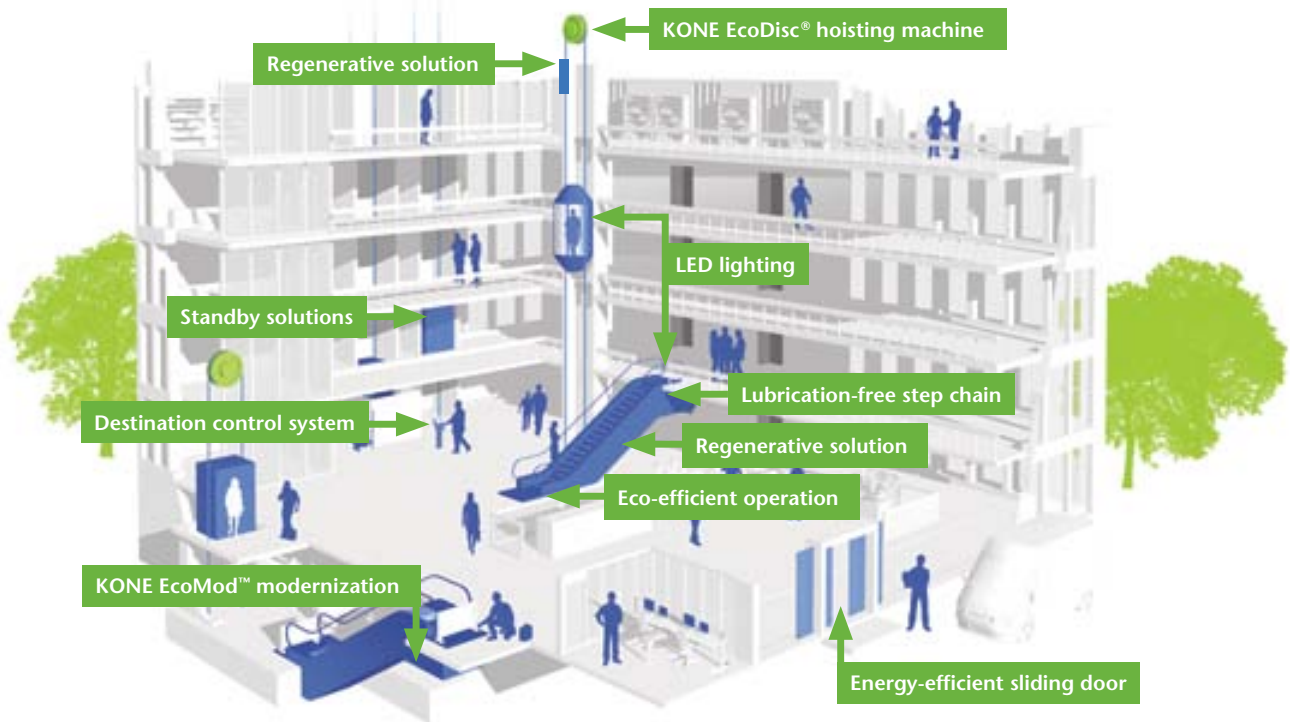 KONE EcoDisc® hoisting machine
Regenerative solution
LED lighting
Standby solutions
Lubrication-free step chain
Destination control system
Regenerative solution
Eco-efficient operation
KONE EcoMod™ modernization
Energy-efficient sliding door